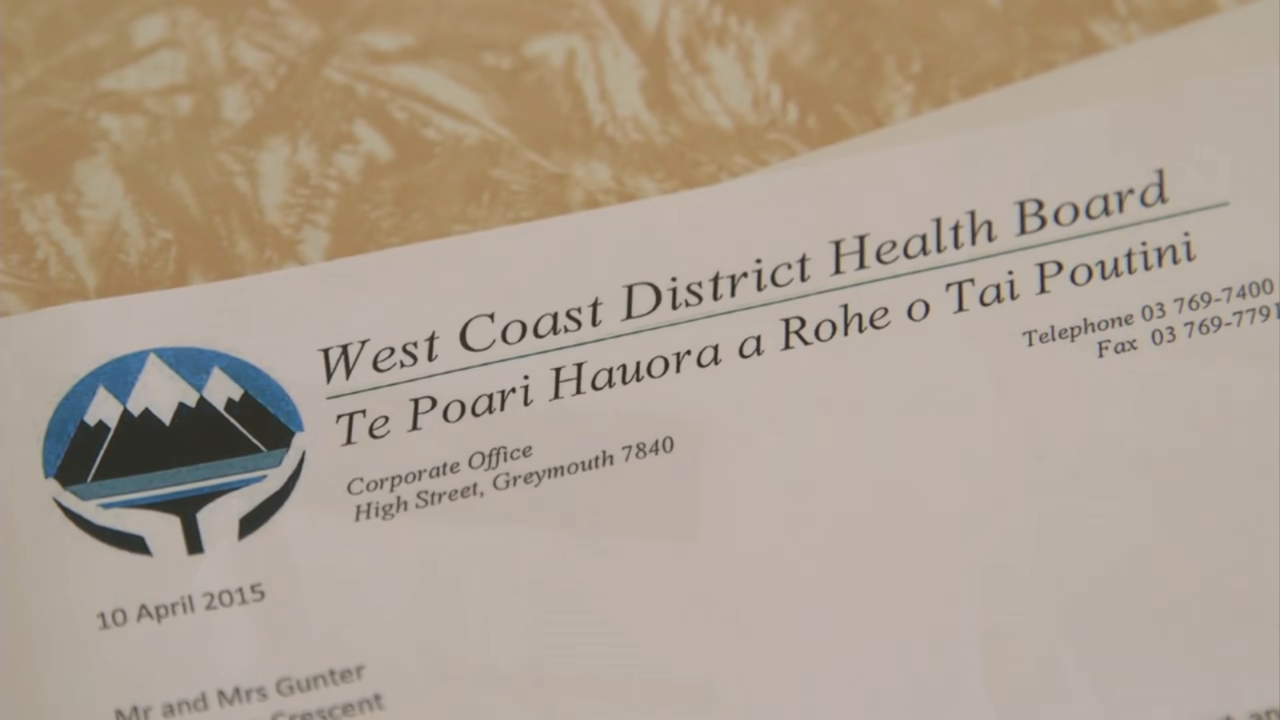 West Coast District Health Board
Te Poari Hauora a Rohe o Tai Poutini
Telephone 03 769-7400
Fax 03 769-7791
Corporate Office
High Street, Greymouth 7840
10 April 2015
Mr and Mrs Gunter
Crescent